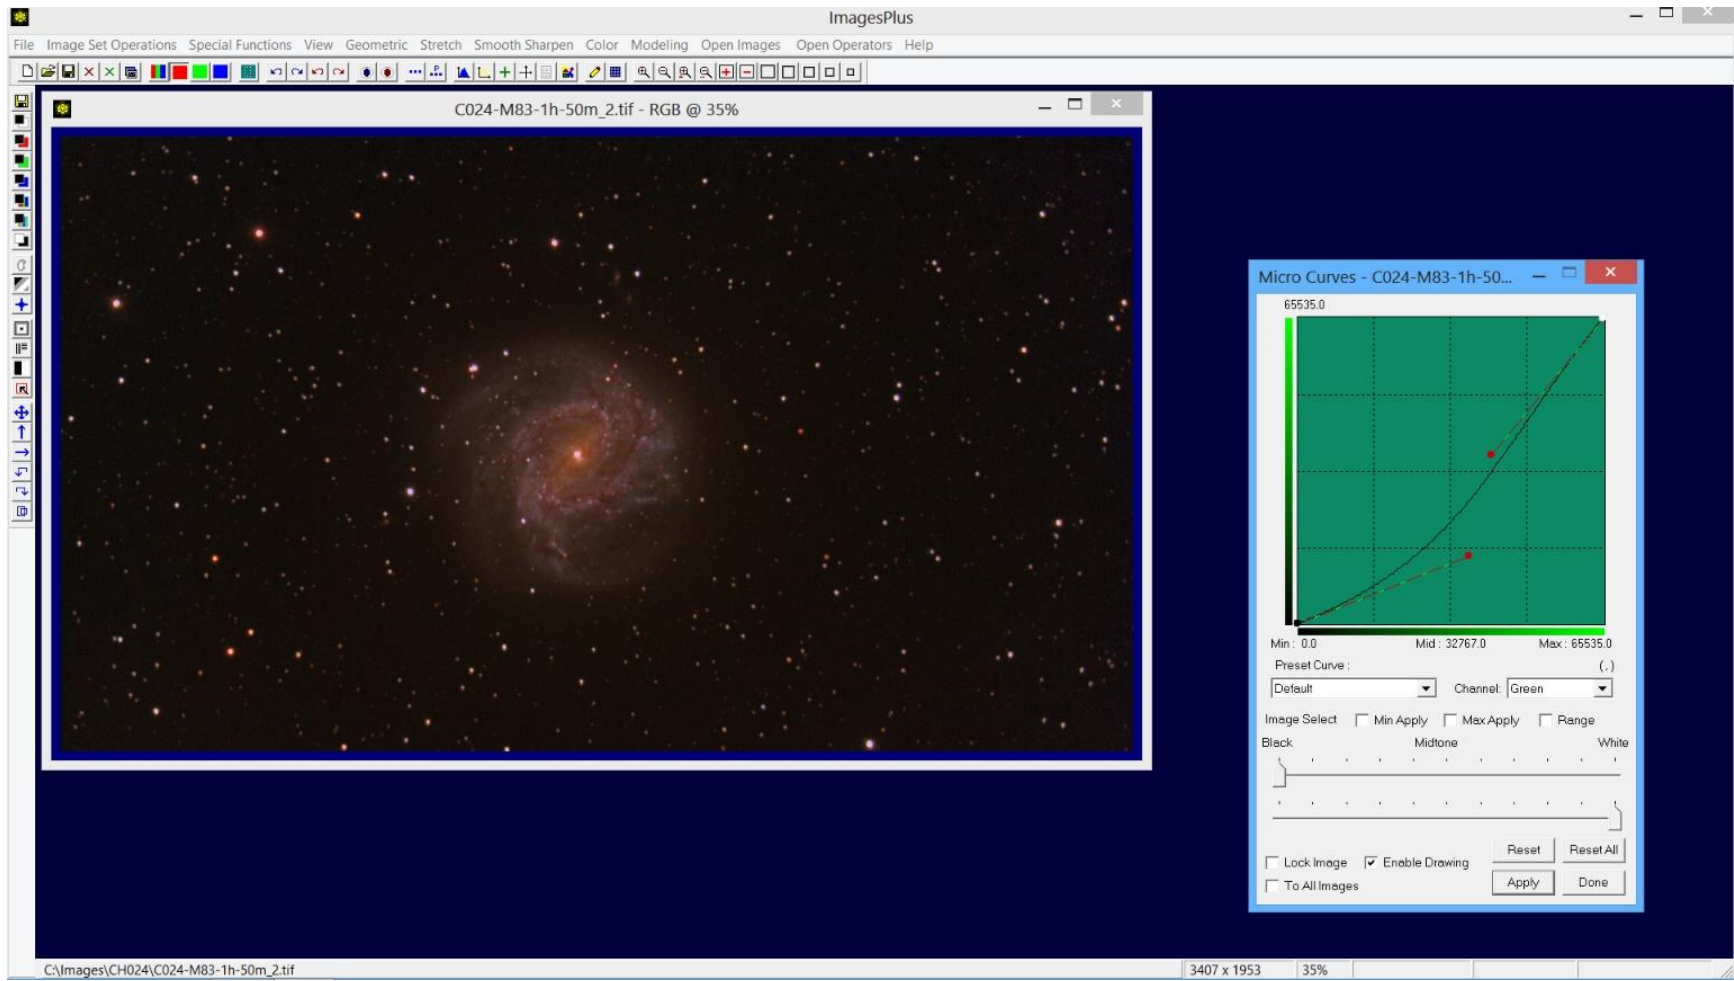 ImagesPlus
File Image Set Operations Special Functions View Geometric Stretch Smooth Sharpen Color Modeling Open Images Open Operators Help
C024-M83-1h-50m_2.tif - RGB @ 35%
Micro Curves - C024-M83-1h-50...
65535.0
Min : 0.0 Mid : 32767.0 Max : 65535.0
Preset Curve : ( , )
Default Channel: Green
Image Select Min Apply Max Apply Range
Black Midtone White
Reset Reset All
Lock Image Enable Drawing
To All Images Apply Done
C:\Images\CH024\C024-M83-1h-50m_2.tif 3407 x 1953 35%